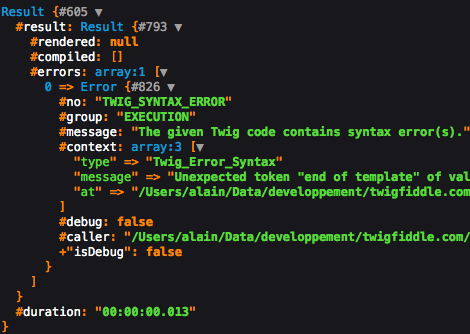 Result {#605 ▼
  #result: Result {#793 ▼
    #rendered: null
    #compiled: []
    #errors: array:1 [▼
      0 => Error {#826 ▼
        #no: "TWIG_SYNTAX_ERROR"
        #group: "EXECUTION"
        #message: "The given Twig code contains syntax error(s)."
        #context: array:3 [▼
          "type" => "Twig_Error_Syntax"
          "message" => "Unexpected token "end of template" of val
          "at" => "/Users/alain/Data/developpement/twigfiddle.com
        ]
        #debug: false
        #caller: "/Users/alain/Data/developpement/twigfiddle.com/
        +"isDebug": false
      }
    ]
  }
  #duration: "00:00:00.013"
}